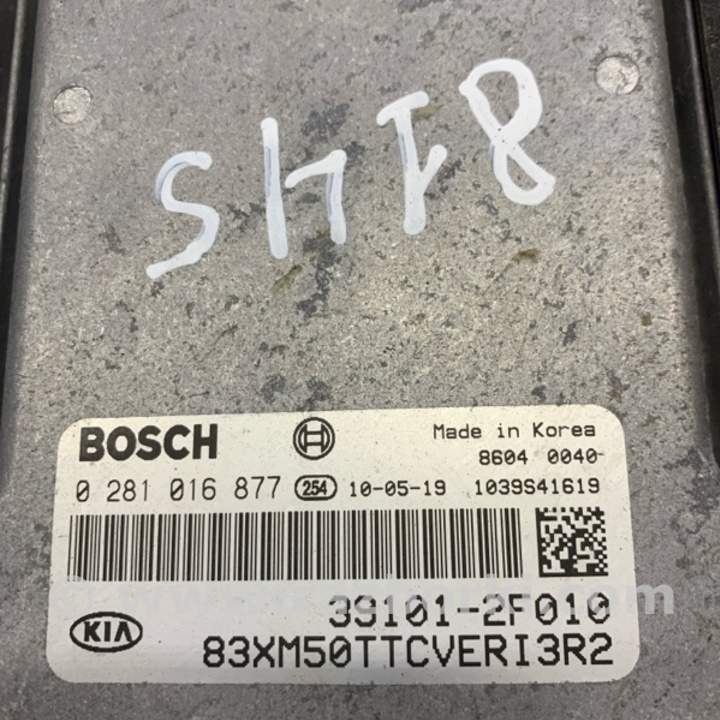 8145
BOSCH
Made in Korea
8604 0040-
0 281 016 877 254 10-05-19 1039S41619
KIA 39101-2F010
83XM50TTCVERI3R2